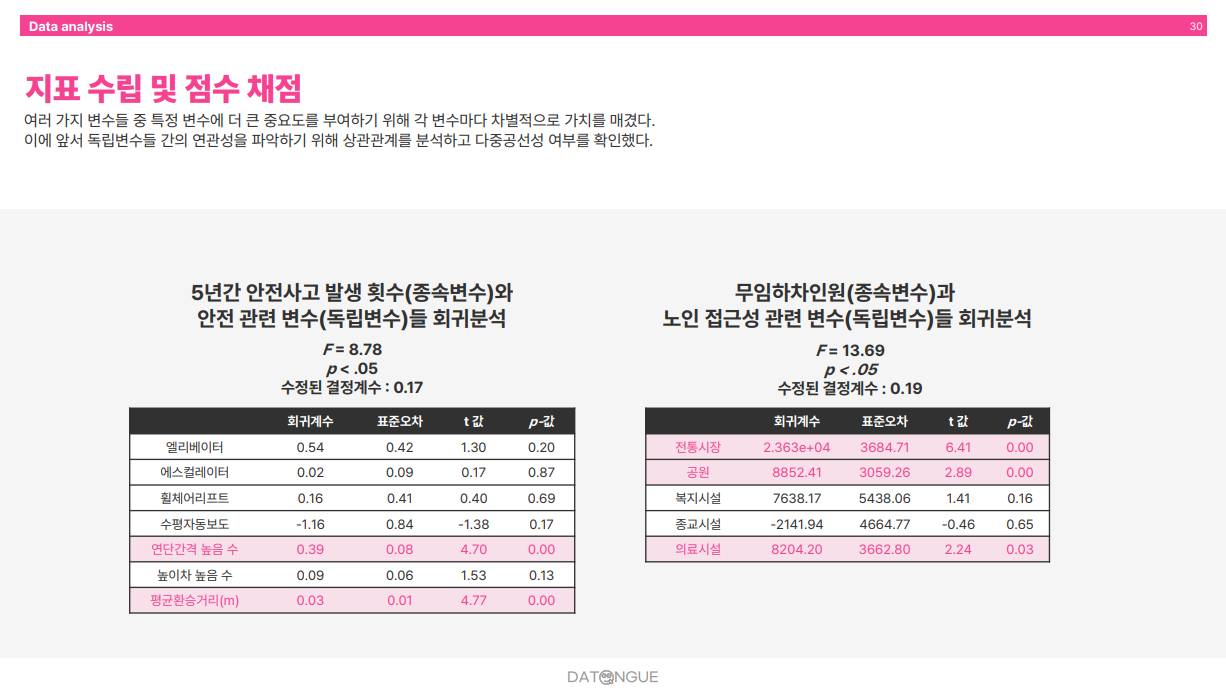 Data analysis
30
지표 수립 및 점수 채점
여러 가지 변수들 중 특정 변수에 더 큰 중요도를 부여하기 위해 각 변수마다 차별적으로 가치를 매겼다.
이에 앞서 독립변수들 간의 연관성을 파악하기 위해 상관관계를 분석하고 다중공선성 여부를 확인했다.
5년간 안전사고 발생 횟수(종속변수)와
안전 관련 변수(독립변수)들 회귀분석
F = 8.78
p < .05
수정된 결정계수 : 0.17
회귀계수 표준오차 t 값 p-값
엘리베이터 0.54 0.42 1.30 0.20
에스컬레이터 0.02 0.09 0.17 0.87
휠체어리프트 0.16 0.41 0.40 0.69
수평자동보도 -1.16 0.84 -1.38 0.17
연단간격 높음 수 0.39 0.08 4.70 0.00
높이차 높음 수 0.09 0.06 1.53 0.13
평균환승거리(m) 0.03 0.01 4.77 0.00
무임하차인원(종속변수)과
노인 접근성 관련 변수(독립변수)들 회귀분석
F = 13.69
p < .05
수정된 결정계수 : 0.19
회귀계수 표준오차 t 값 p-값
전통시장 2.363e+04 3684.71 6.41 0.00
공원 8852.41 3059.26 2.89 0.00
복지시설 7638.17 5438.06 1.41 0.16
종교시설 -2141.94 4664.77 -0.46 0.65
의료시설 8204.20 3662.80 2.24 0.03
DATONGUE